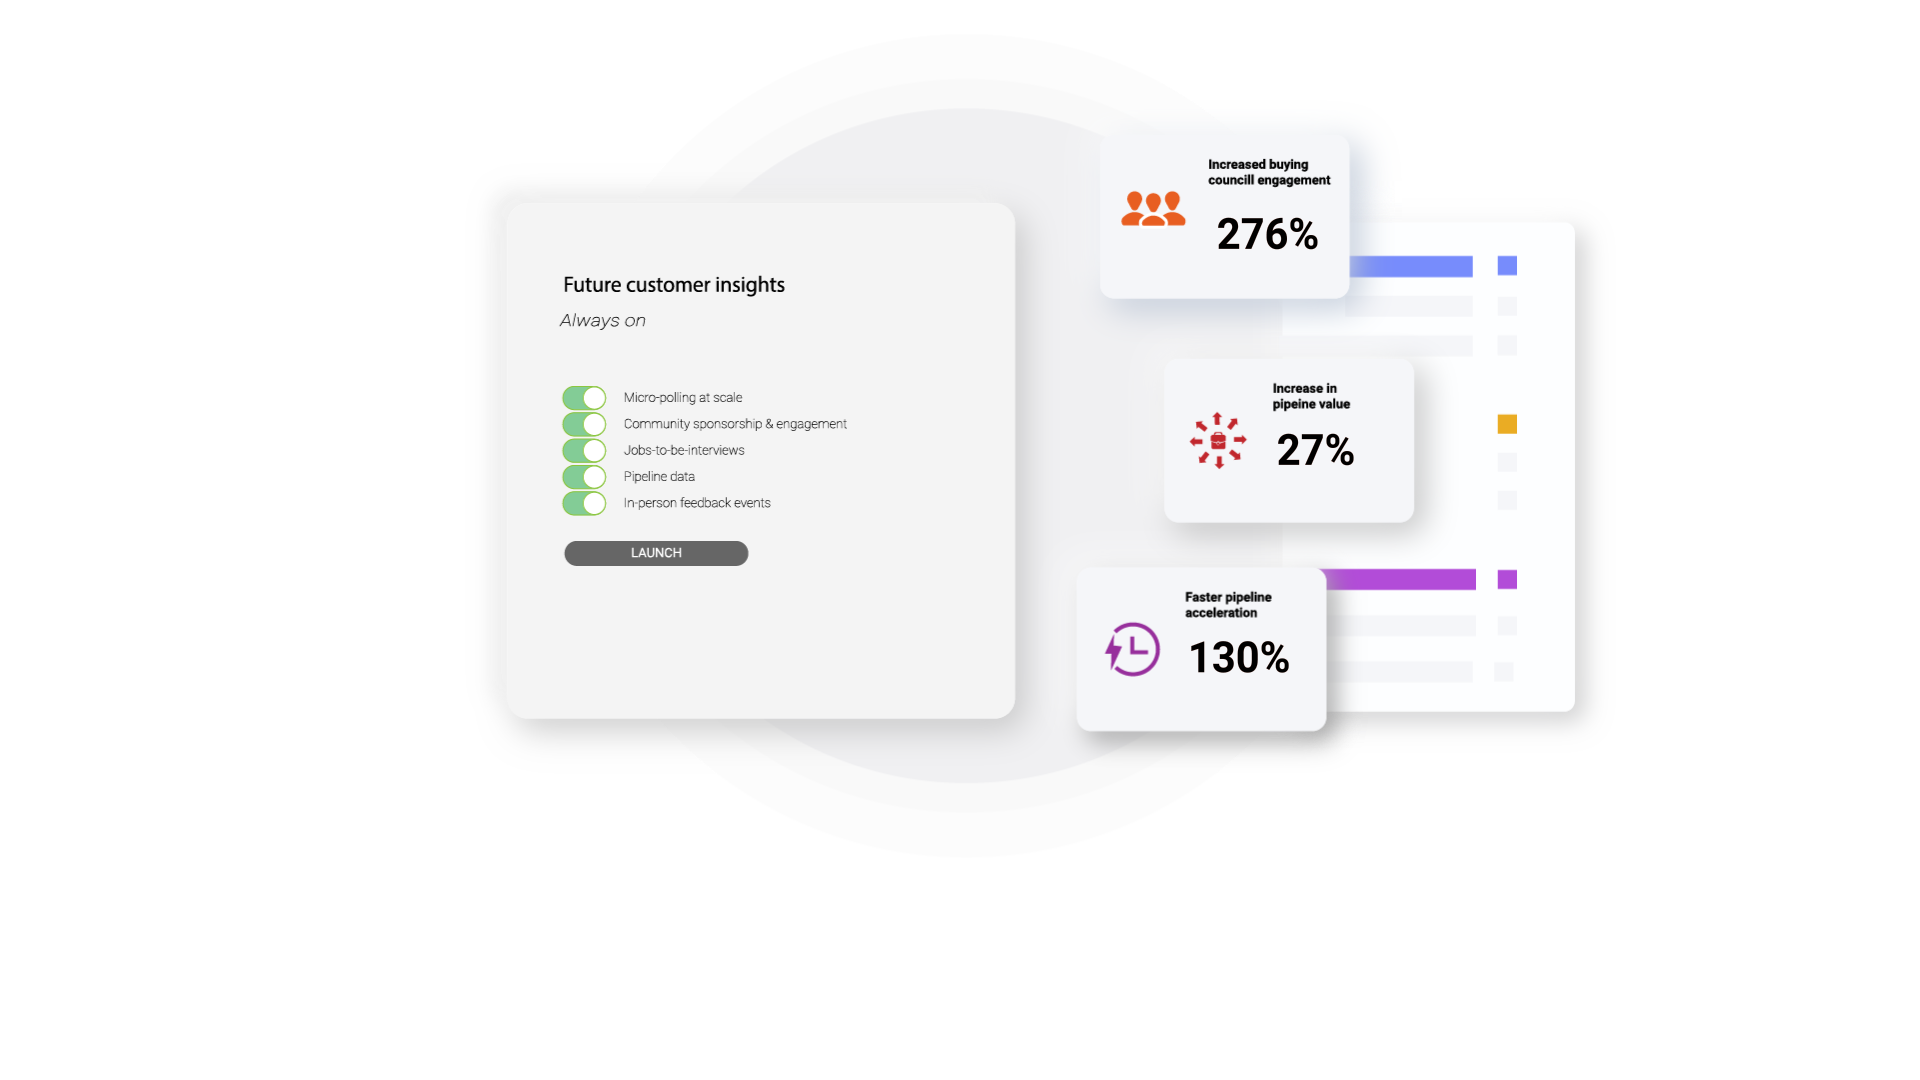 Future customer insights
Always on
Micro-polling at scale
Community sponsorship & engagement
Jobs-to-be-interviews
Pipeline data
In-person feedback events
LAUNCH
Increased buying
councill engagement
276%
Increase in
pipeine value
27%
Faster pipeline
acceleration
130%